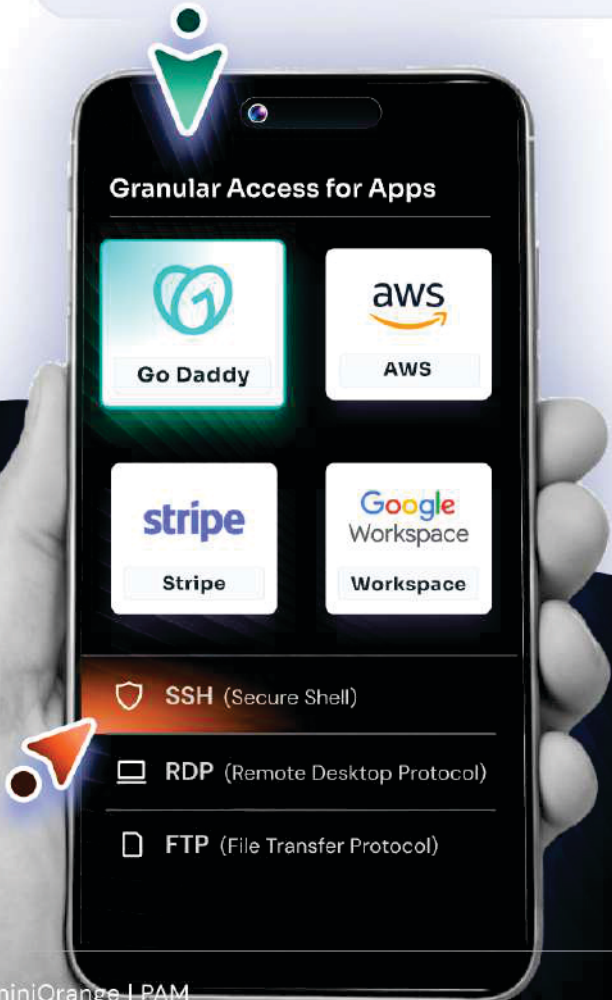 Granular Access for Apps
Go Daddy
aws
AWS
stripe
Stripe
Google
Workspace
Workspace
SSH (Secure Shell)
RDP (Remote Desktop Protocol)
FTP (File Transfer Protocol)
miniOrange | PAM